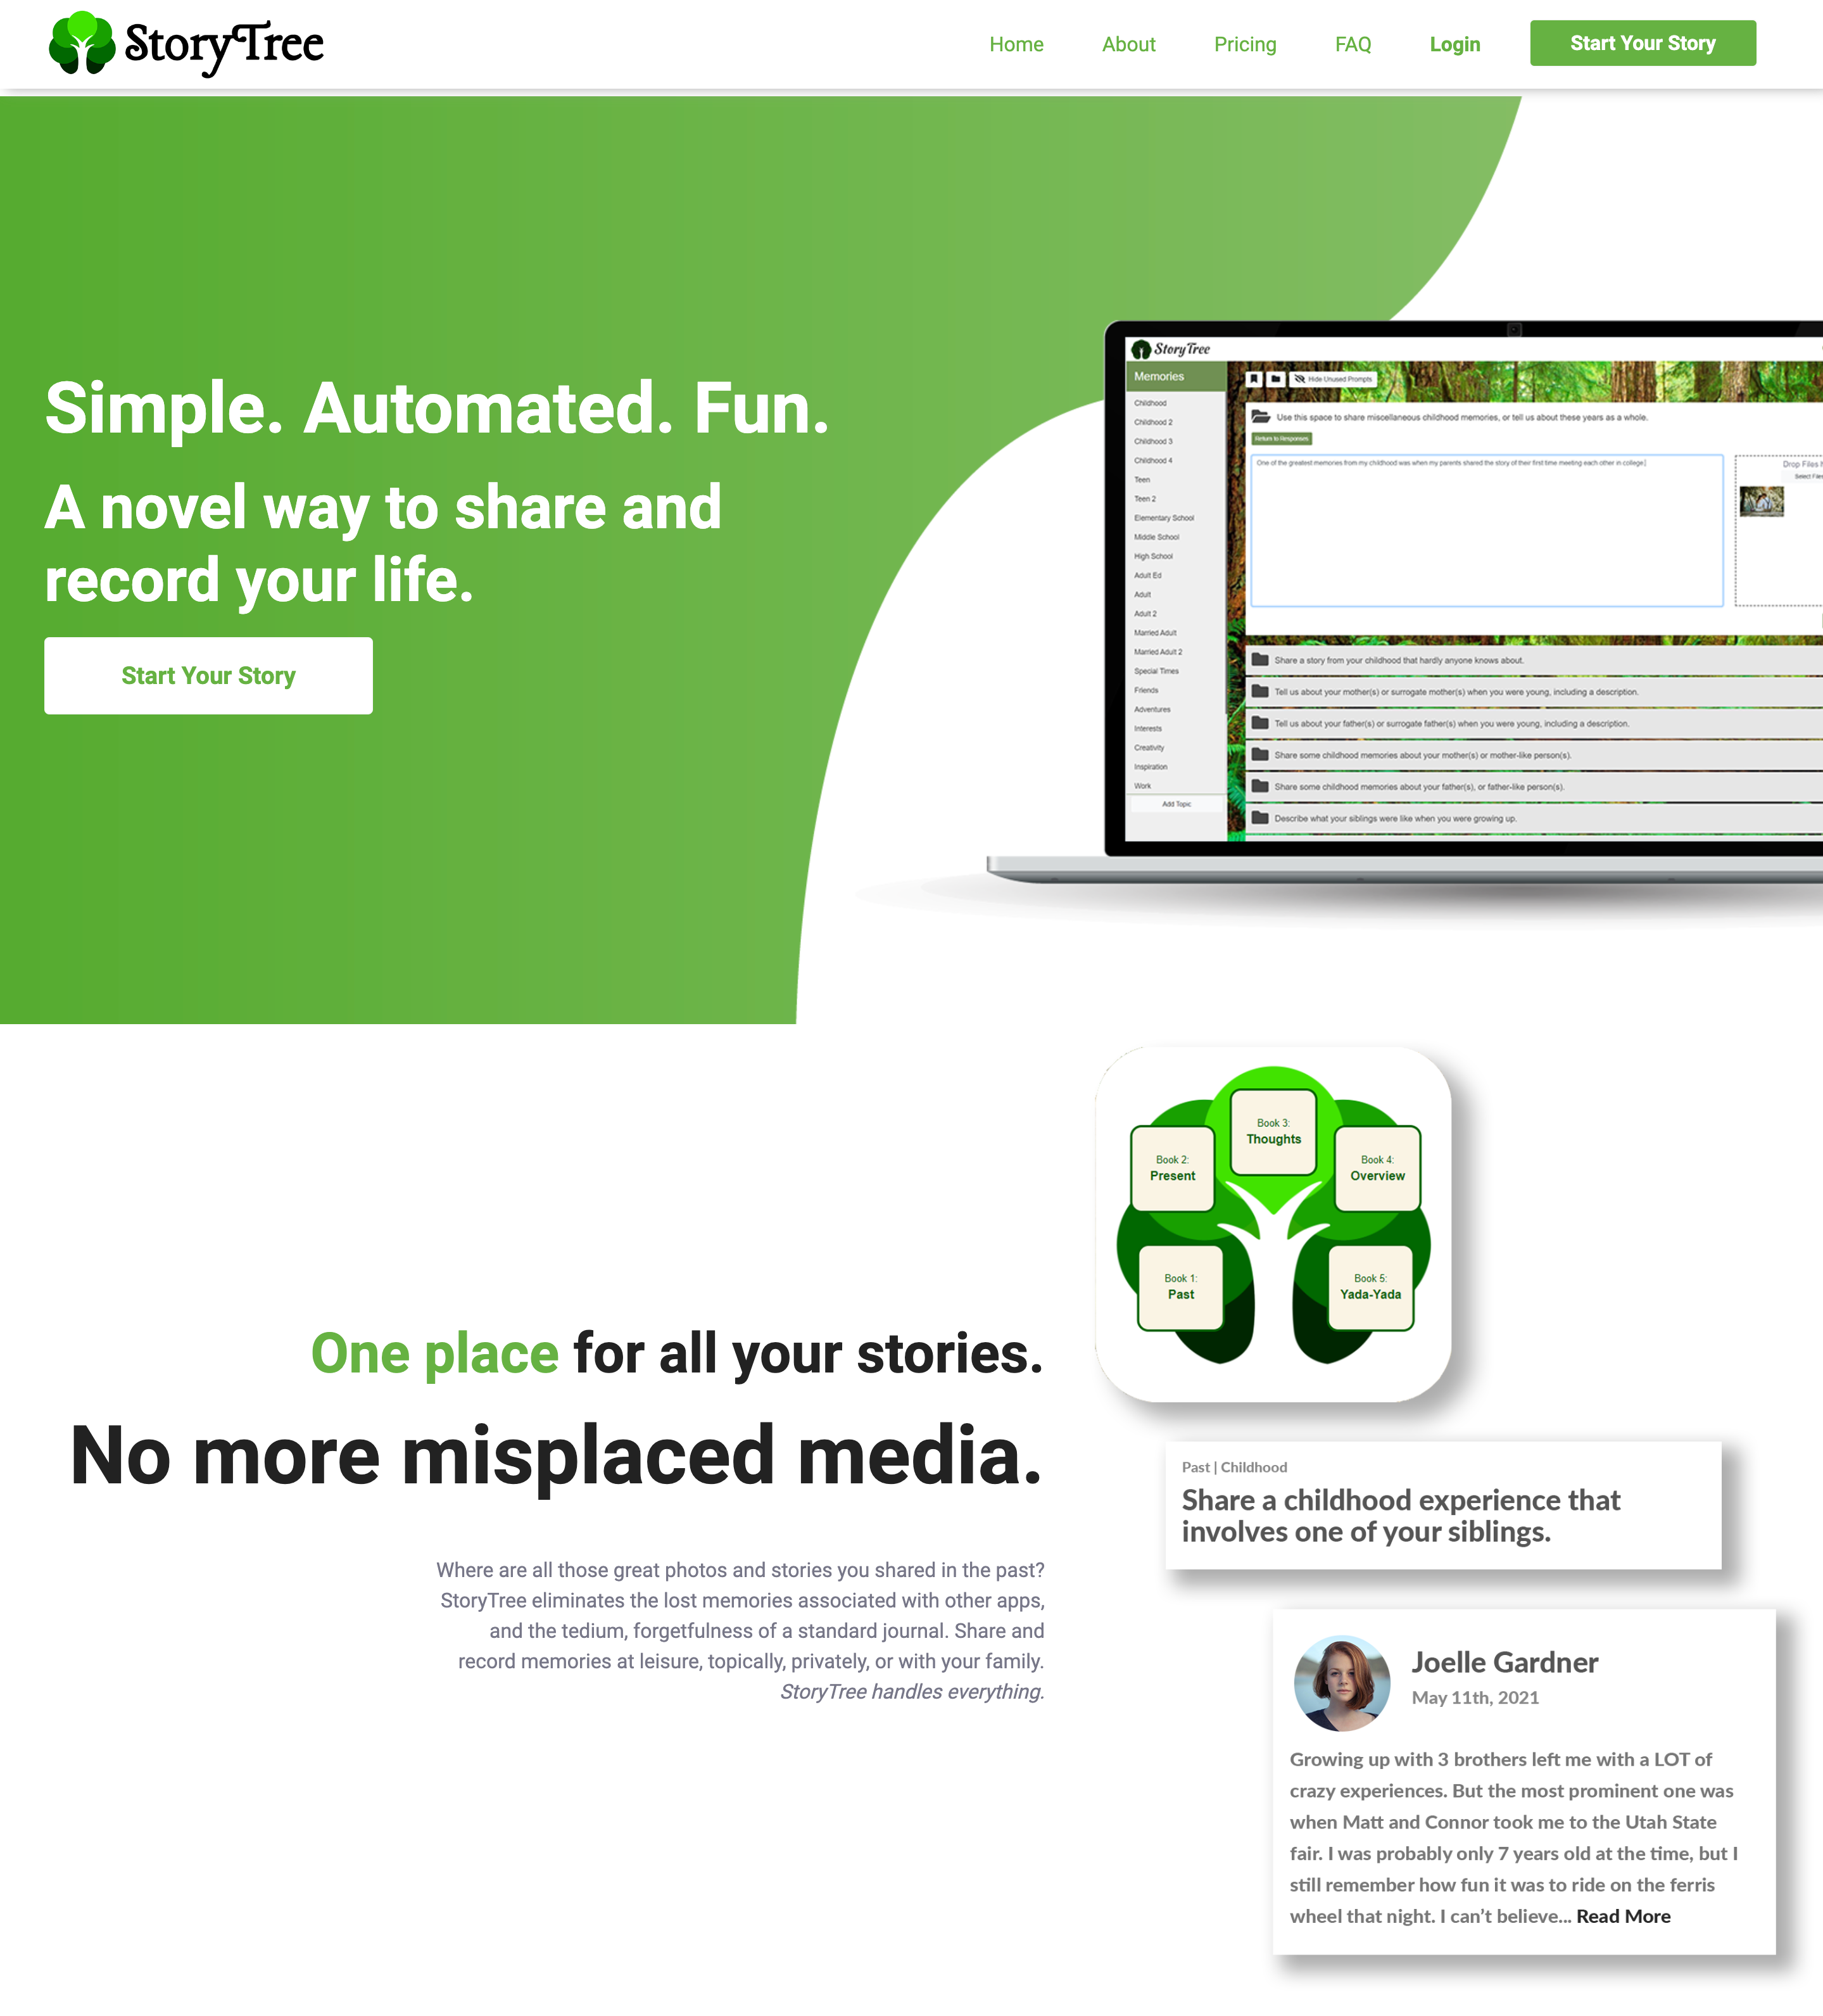 StoryTree
Home
About
Pricing
FAQ
Login
Start Your Story
Simple. Automated. Fun.
A novel way to share and
record your life.
Start Your Story
StoryTree
Memories
Childhood
Childhood 2
Childhood 3
Childhood 4
Teen
Teen 2
Elementary School
Middle School
High School
Adult Ed
Adult
Adult 2
Married Adult
Married Adult 2
Special Times
Friends
Adventures
Interests
Creativity
Inspiration
Work
Add Topic
Hide Unused Prompts
Use this space to share miscellaneous childhood memories, or tell us about these years as a whole.
Return to Responses
One of the greatest memories from my childhood was when my parents shared the story of their first time meeting each other in college.
Drop Files
Select Files
Share a story from your childhood that hardly anyone knows about.
Tell us about your mother(s) or surrogate mother(s) when you were young, including a description.
Tell us about your father(s) or surrogate father(s) when you were young, including a description.
Share some childhood memories about your mother(s) or mother-like person(s).
Share some childhood memories about your father(s), or father-like person(s).
Describe what your siblings were like when you were growing up.
Book 3:
Thoughts
Book 2:
Present
Book 4:
Overview
Book 1:
Past
Book 5:
Yada-Yada
One place for all your stories.
No more misplaced media.
Where are all those great photos and stories you shared in the past?
StoryTree eliminates the lost memories associated with other apps,
and the tedium, forgetfulness of a standard journal. Share and
record memories at leisure, topically, privately, or with your family.
StoryTree handles everything.
Past | Childhood
Share a childhood experience that
involves one of your siblings.
Joelle Gardner
May 11th, 2021
Growing up with 3 brothers left me with a LOT of
crazy experiences. But the most prominent one was
when Matt and Connor took me to the Utah State
fair. I was probably only 7 years old at the time, but I
still remember how fun it was to ride on the ferris
wheel that night. I can't believe... Read More